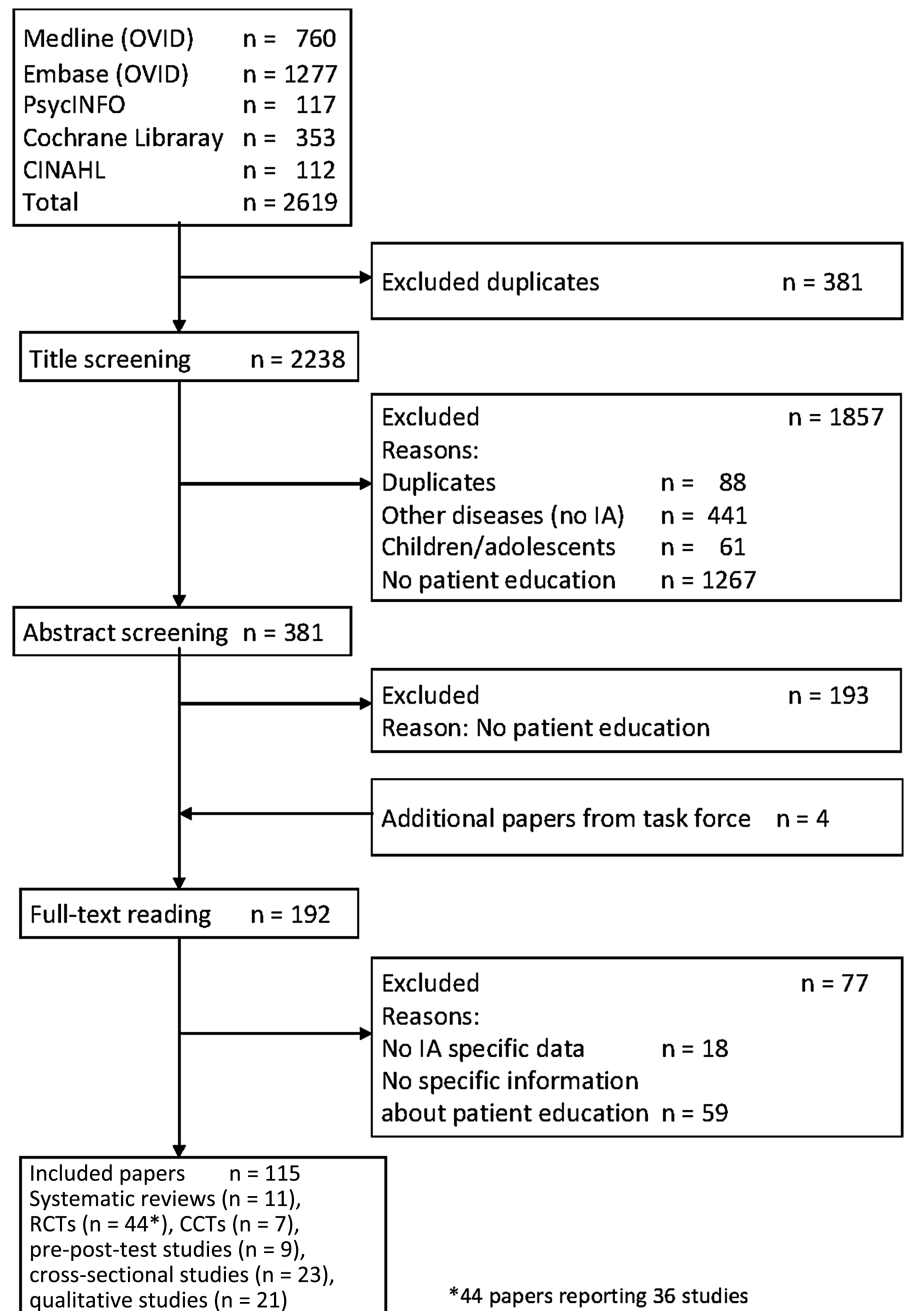 Medline (OVID) n = 760
Embase (OVID) n = 1277
PsycINFO n = 117
Cochrane Libraray n = 353
CINAHL n = 112
Total n = 2619
Excluded duplicates n = 381
Title screening n = 2238
Excluded n = 1857
Reasons:
Duplicates n = 88
Other diseases (no IA) n = 441
Children/adolescents n = 61
No patient education n = 1267
Abstract screening n = 381
Excluded n = 193
Reason: No patient education
Additional papers from task force n = 4
Full-text reading n = 192
Excluded n = 77
Reasons:
No IA specific data n = 18
No specific information
about patient education n = 59
Included papers n = 115
Systematic reviews (n = 11),
RCTs (n = 44*), CCTs (n = 7),
pre-post-test studies (n = 9),
cross-sectional studies (n = 23),
qualitative studies (n = 21)
*44 papers reporting 36 studies